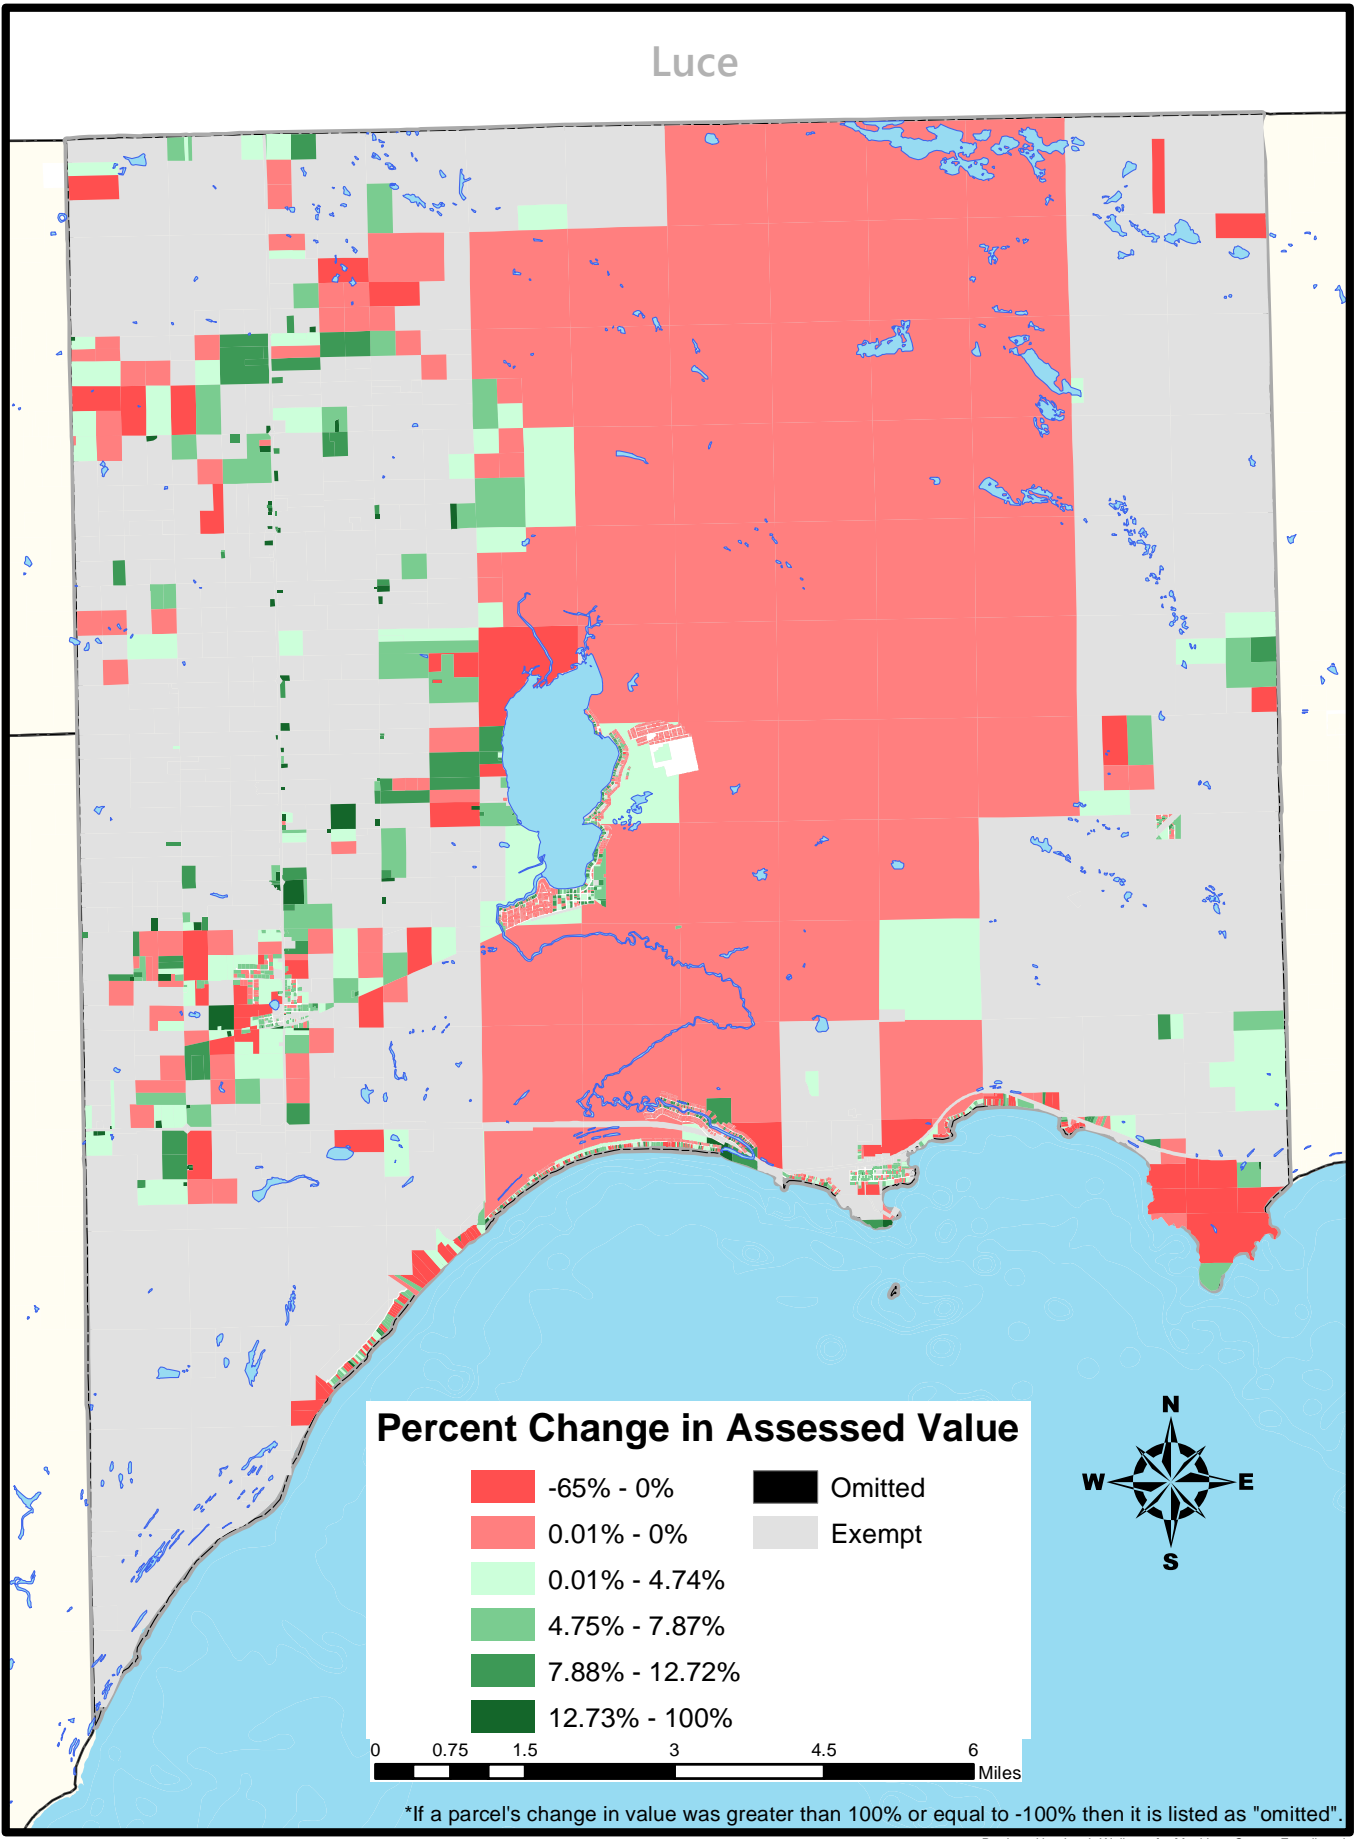 Luce
Percent Change in Assessed Value
-65% - 0%
0.01% - 0%
0.01% - 4.74%
4.75% - 7.87%
7.88% - 12.72%
12.73% - 100%
Omitted
Exempt
N
W E
S
0 0.75 1.5 3 4.5 6
Miles
*If a parcel's change in value was greater than 100% or equal to -100% then it is listed as "omitted".